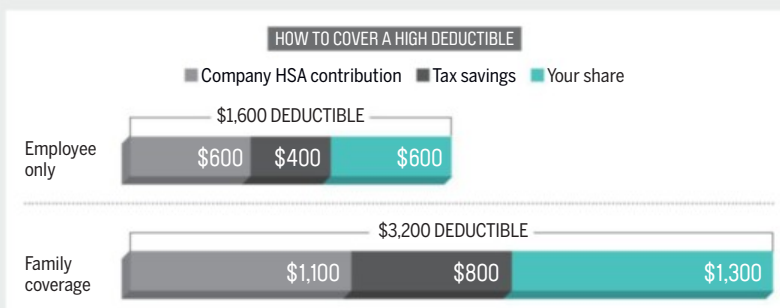 HOW TO COVER A HIGH DEDUCTIBLE
Company HSA contribution Tax savings Your share
$1,600 DEDUCTIBLE
Employee
only
$600 $400 $600
$3,200 DEDUCTIBLE
Family
coverage
$1,100 $800 $1,300